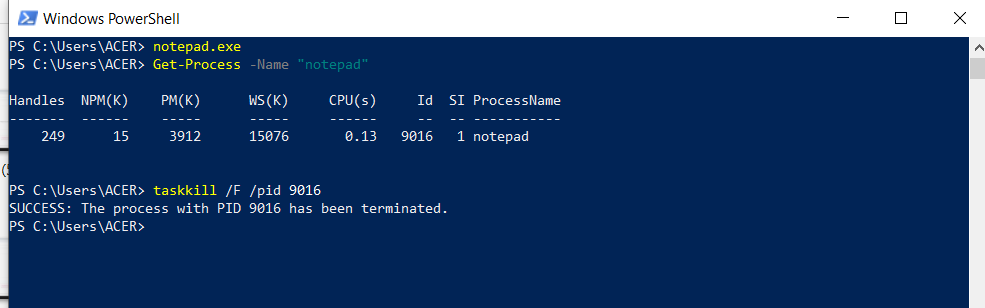 Windows PowerShell
PS C:\Users\ACER> notepad.exe
PS C:\Users\ACER> Get-Process -Name "notepad"
Handles  NPM(K)    PM(K)      WS(K)     CPU(s)     Id  SI ProcessName
-------  ------    -----      -----     ------     --  -- -----------
    249      15     3912      15076       0.13   9016   1 notepad
PS C:\Users\ACER> taskkill /F /pid 9016
SUCCESS: The process with PID 9016 has been terminated.
PS C:\Users\ACER>